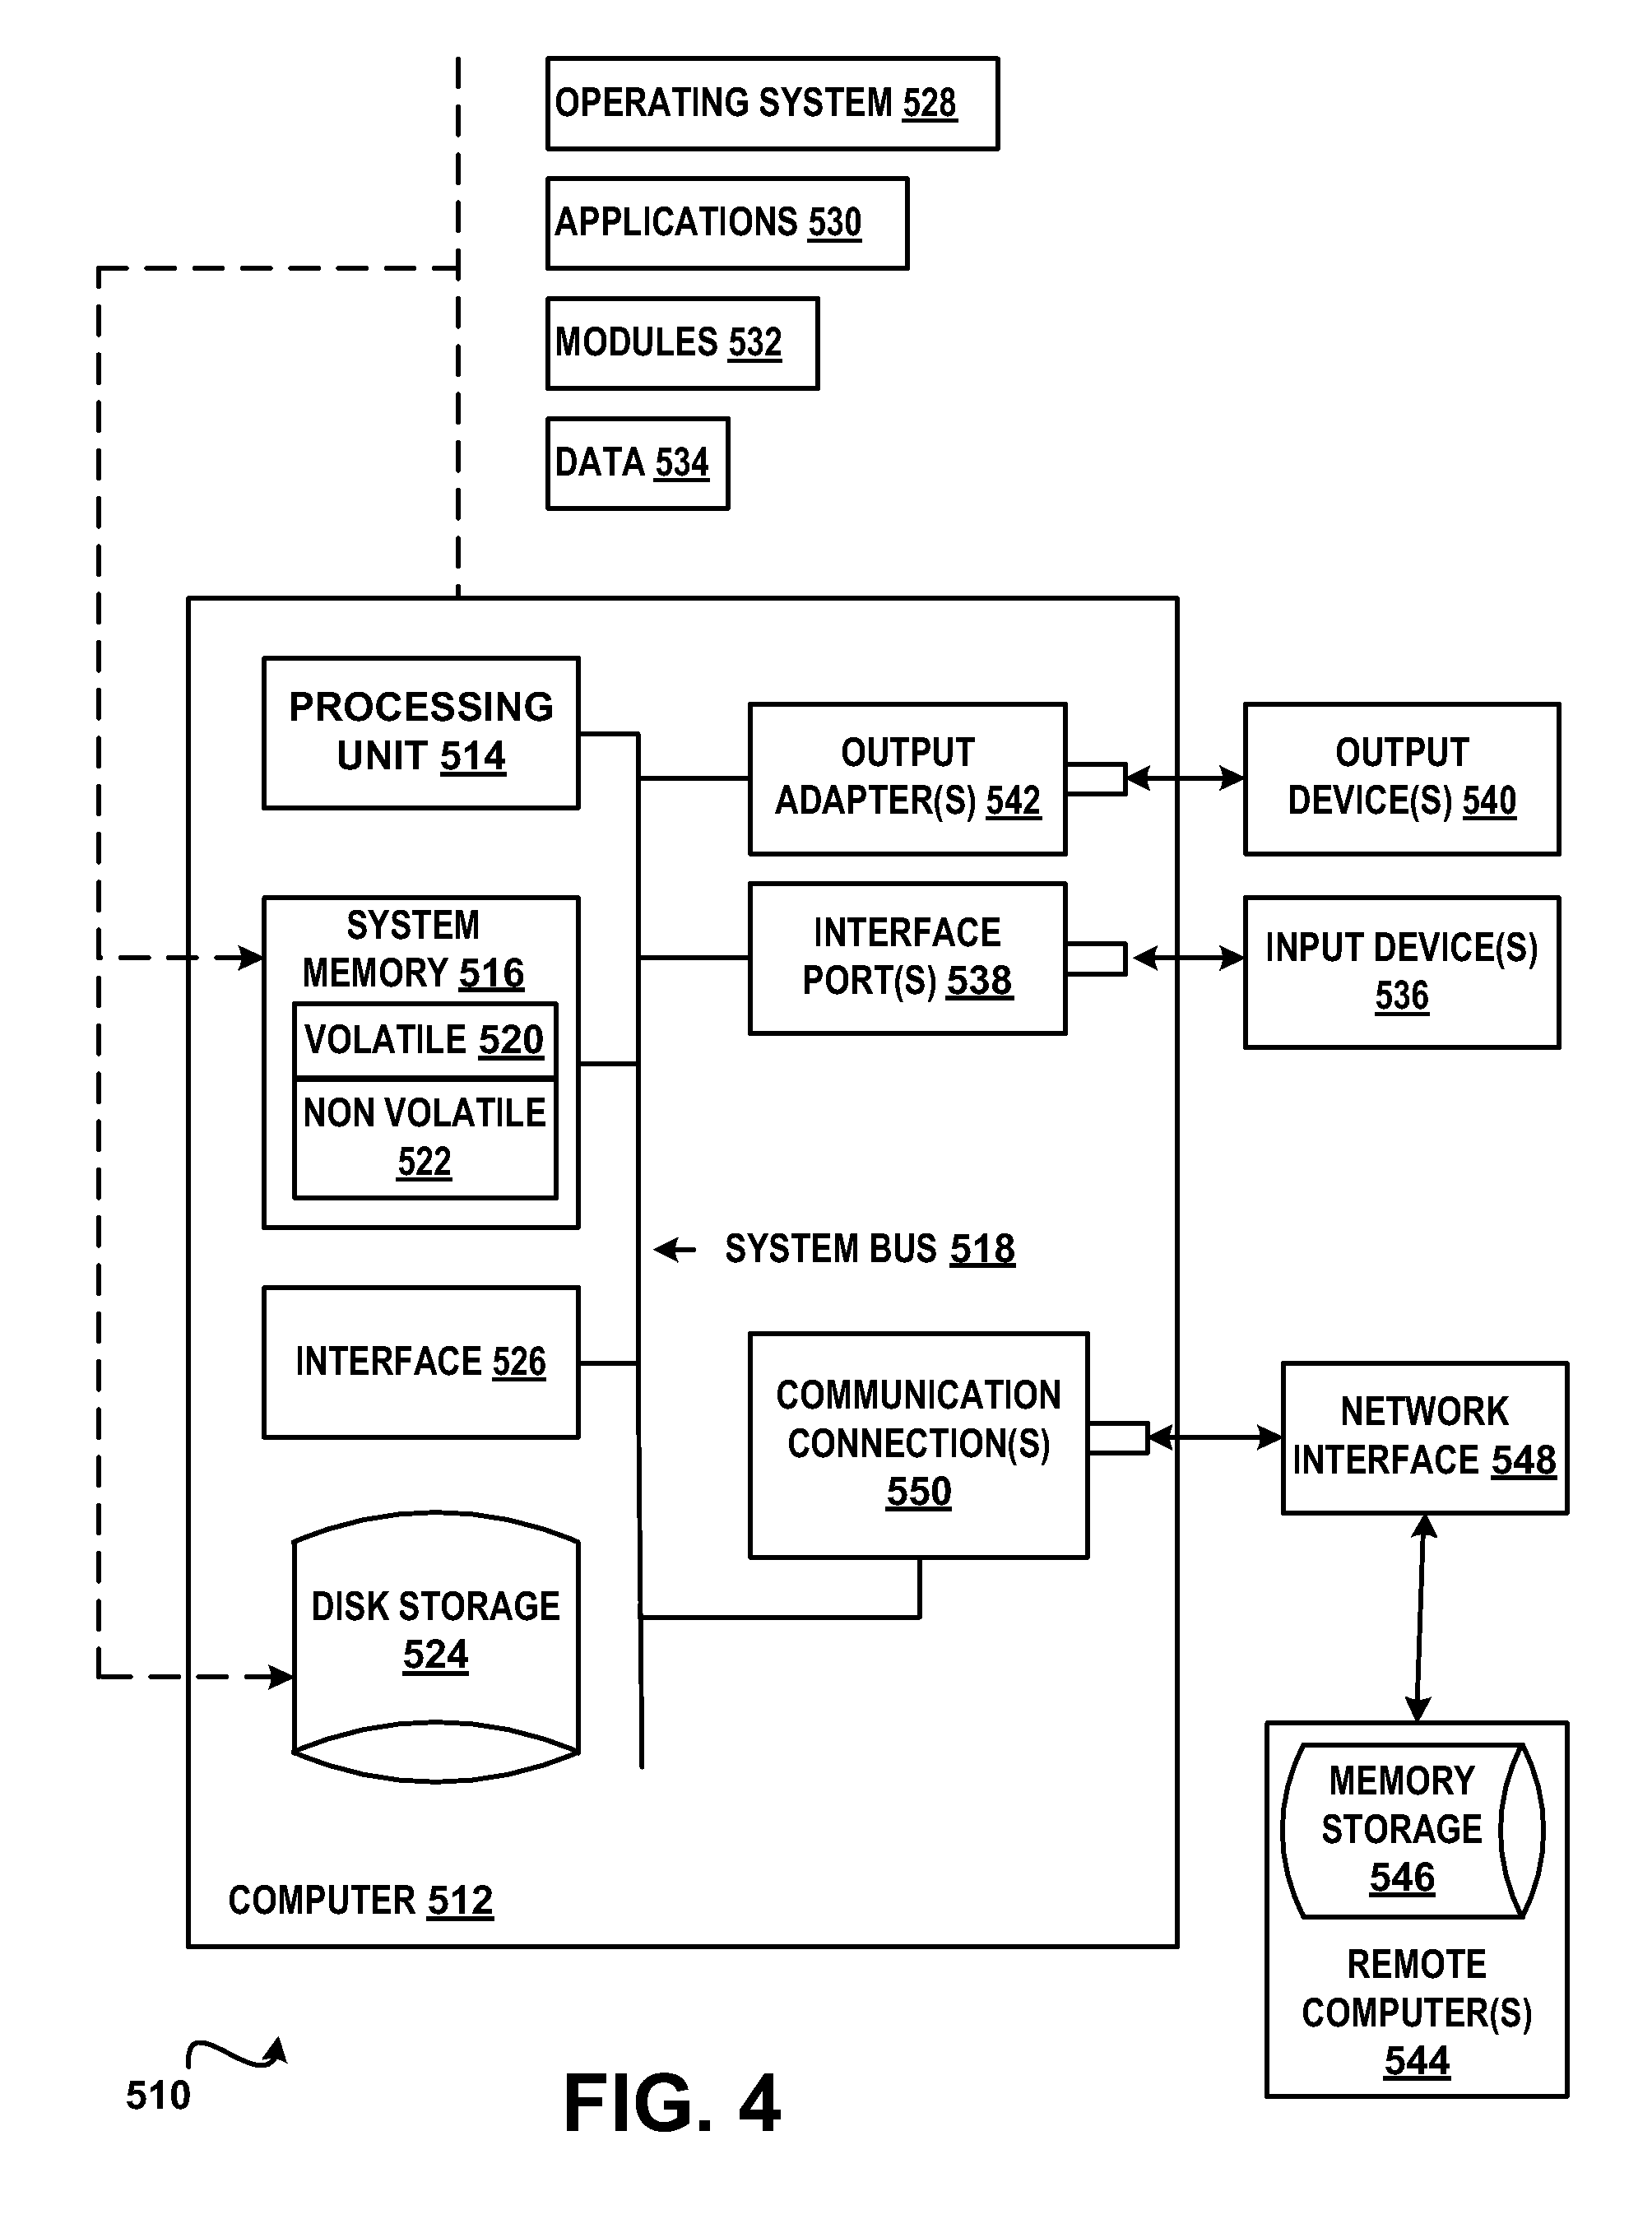 OPERATING SYSTEM 528
APPLICATIONS 530
MODULES 532
DATA 534
PROCESSING
UNIT 514
OUTPUT
ADAPTER(S) 542
OUTPUT
DEVICE(S) 540
SYSTEM
MEMORY 516
VOLATILE 520
NON VOLATILE
522
INTERFACE
PORT(S) 538
INPUT DEVICE(S)
536
SYSTEM BUS 518
INTERFACE 526
COMMUNICATION
CONNECTION(S)
550
NETWORK
INTERFACE 548
DISK STORAGE
524
MEMORY
STORAGE
546
REMOTE
COMPUTER(S)
544
COMPUTER 512
510
FIG. 4